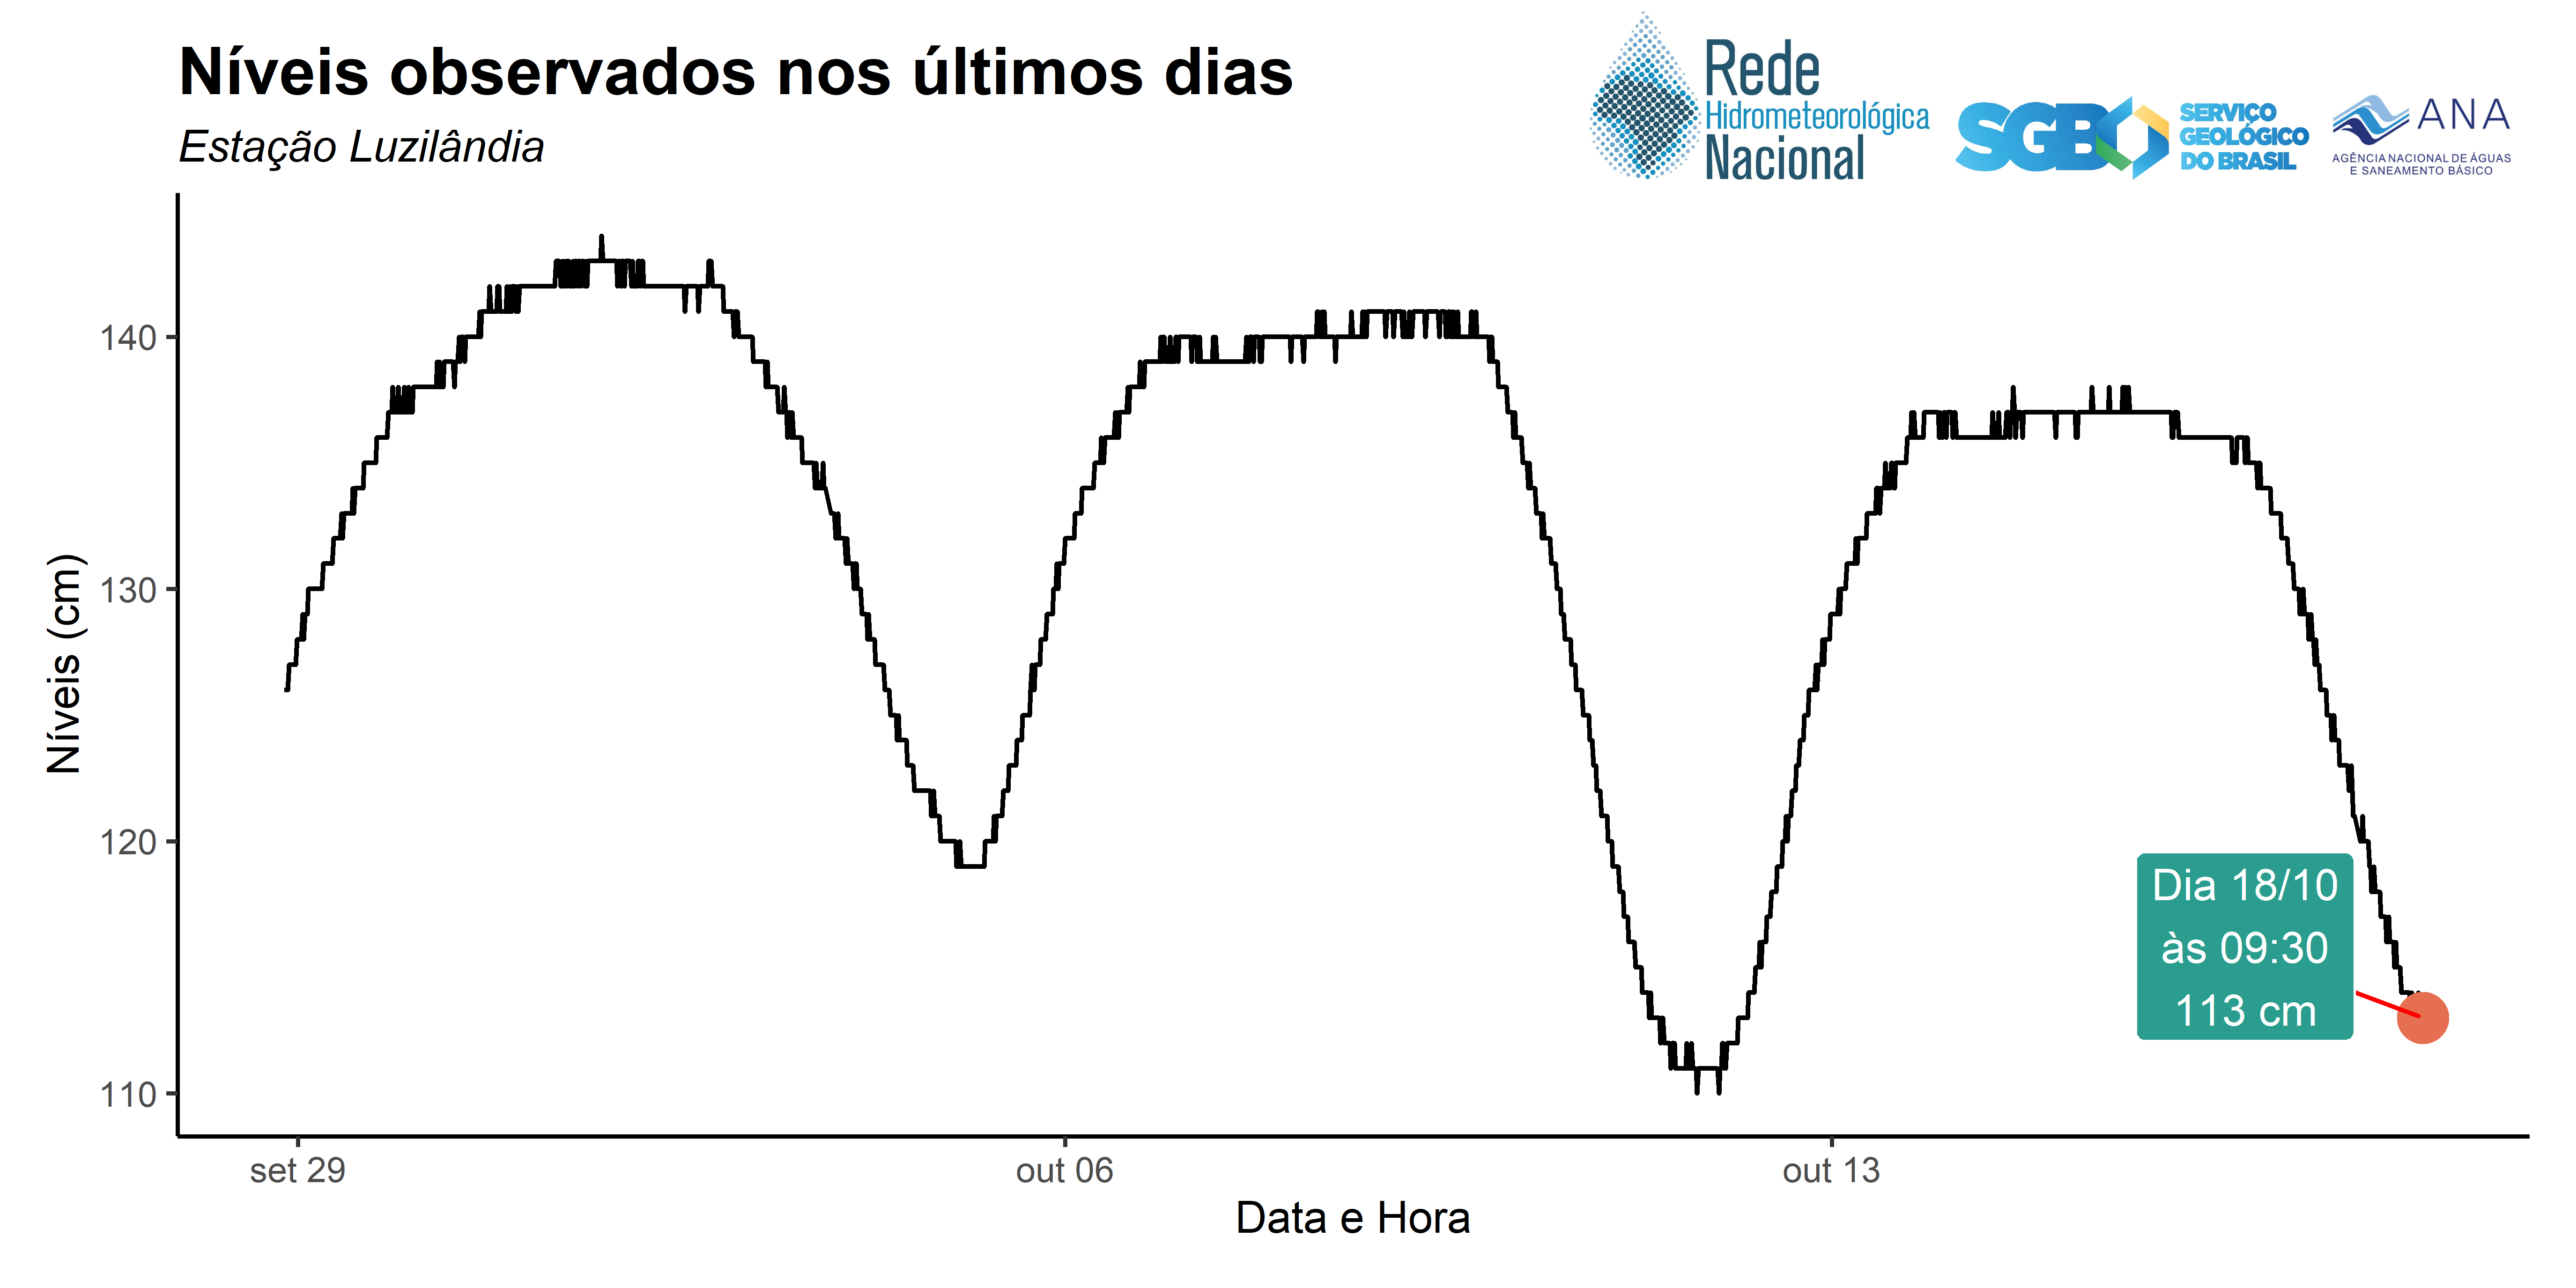 Níveis observados nos últimos dias
Estação Luzilândia
Rede
Hidrometeorológica
Nacional
SGB
SERVIÇO
GEOLÓGICO
DO BRASIL
ANA
AGÊNCIA NACIONAL DE ÁGUAS
E SANEAMENTO BÁSICO
Níveis (cm)
140
130
120
110
Dia 18/10
às 09:30
113 cm
set 29
out 06
out 13
Data e Hora